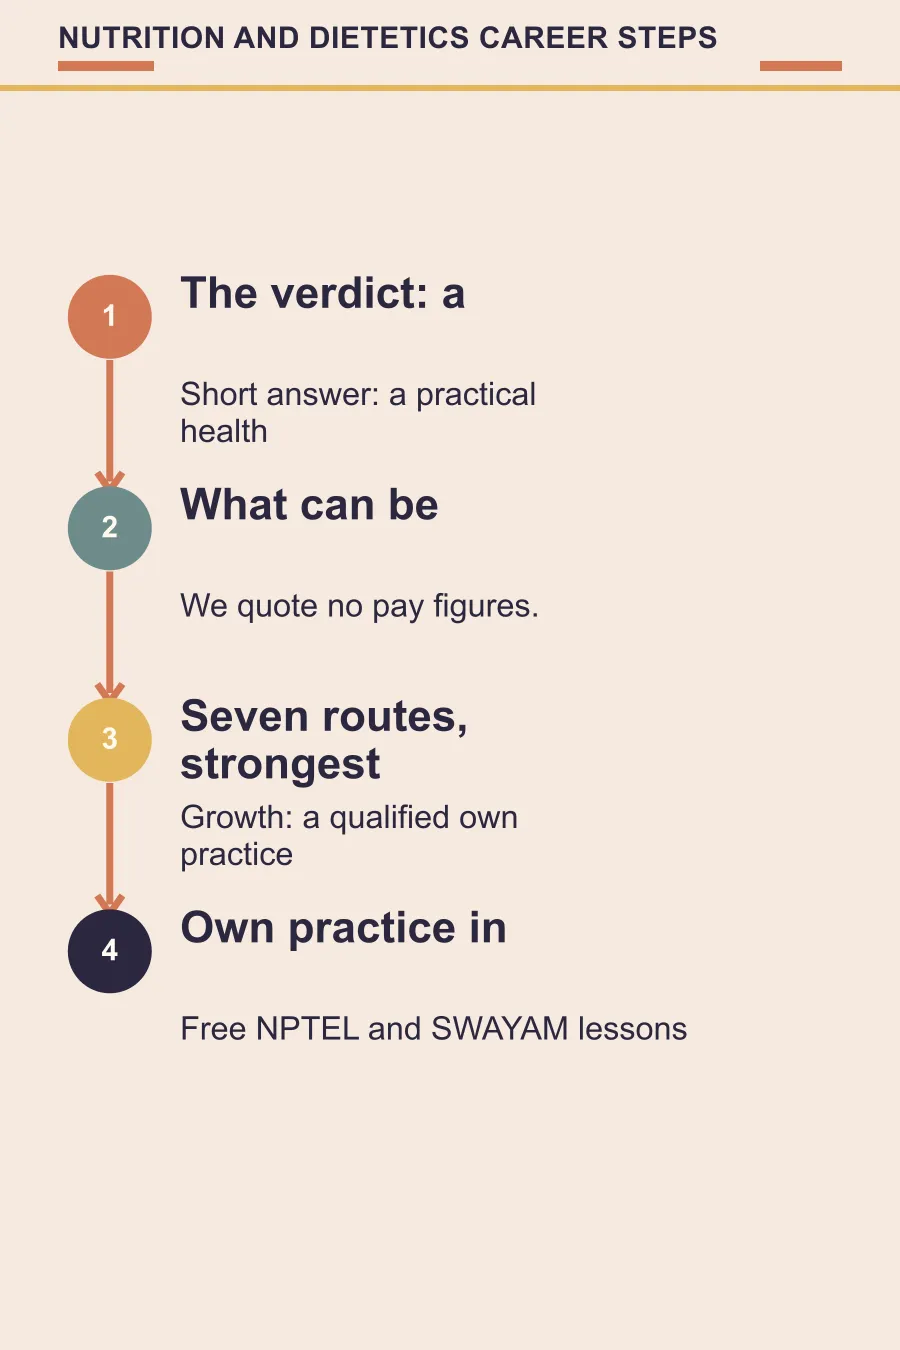 NUTRITION AND DIETETICS CAREER STEPS
1
The verdict: a
Short answer: a practical
health
2
What can be
We quote no pay figures.
3
Seven routes,
strongest
Growth: a qualified own
practice
4
Own practice in
Free NPTEL and SWAYAM lessons